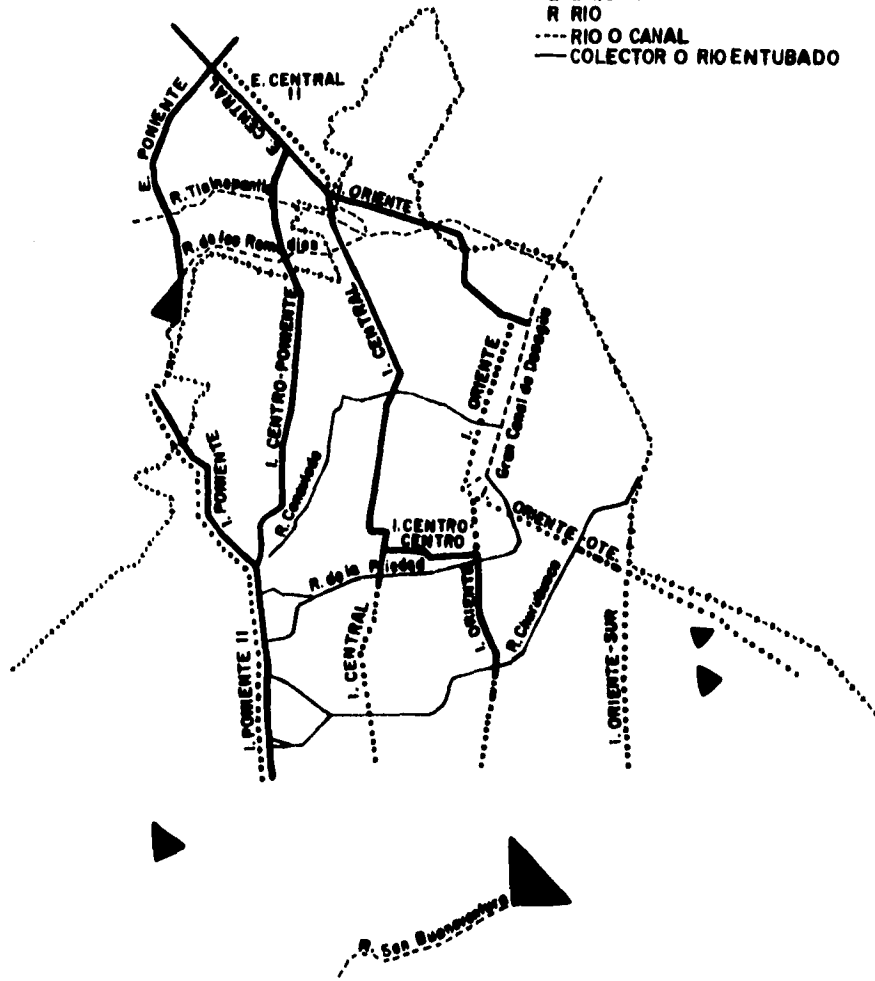 R RIO
RIO O CANAL
COLECTOR O RIO ENTUBADO
E. CENTRAL
II
E. CENTRAL
E. PONIENTE
R. Tlalnepantla
I. ORIENTE
R. de los Remedios
I. CENTRAL
I. CENTRO-PONIENTE
I. ORIENTE
Gran Canal de Desagüe
I. PONIENTE
R. Consulado
ORIENTE-OTE.
I. CENTRO
CENTRO
R. de la Piedad
I. ORIENTE
R. Churubusco
I. CENTRAL
I. PONIENTE II
I. ORIENTE-SUR
R. San Buenaventura